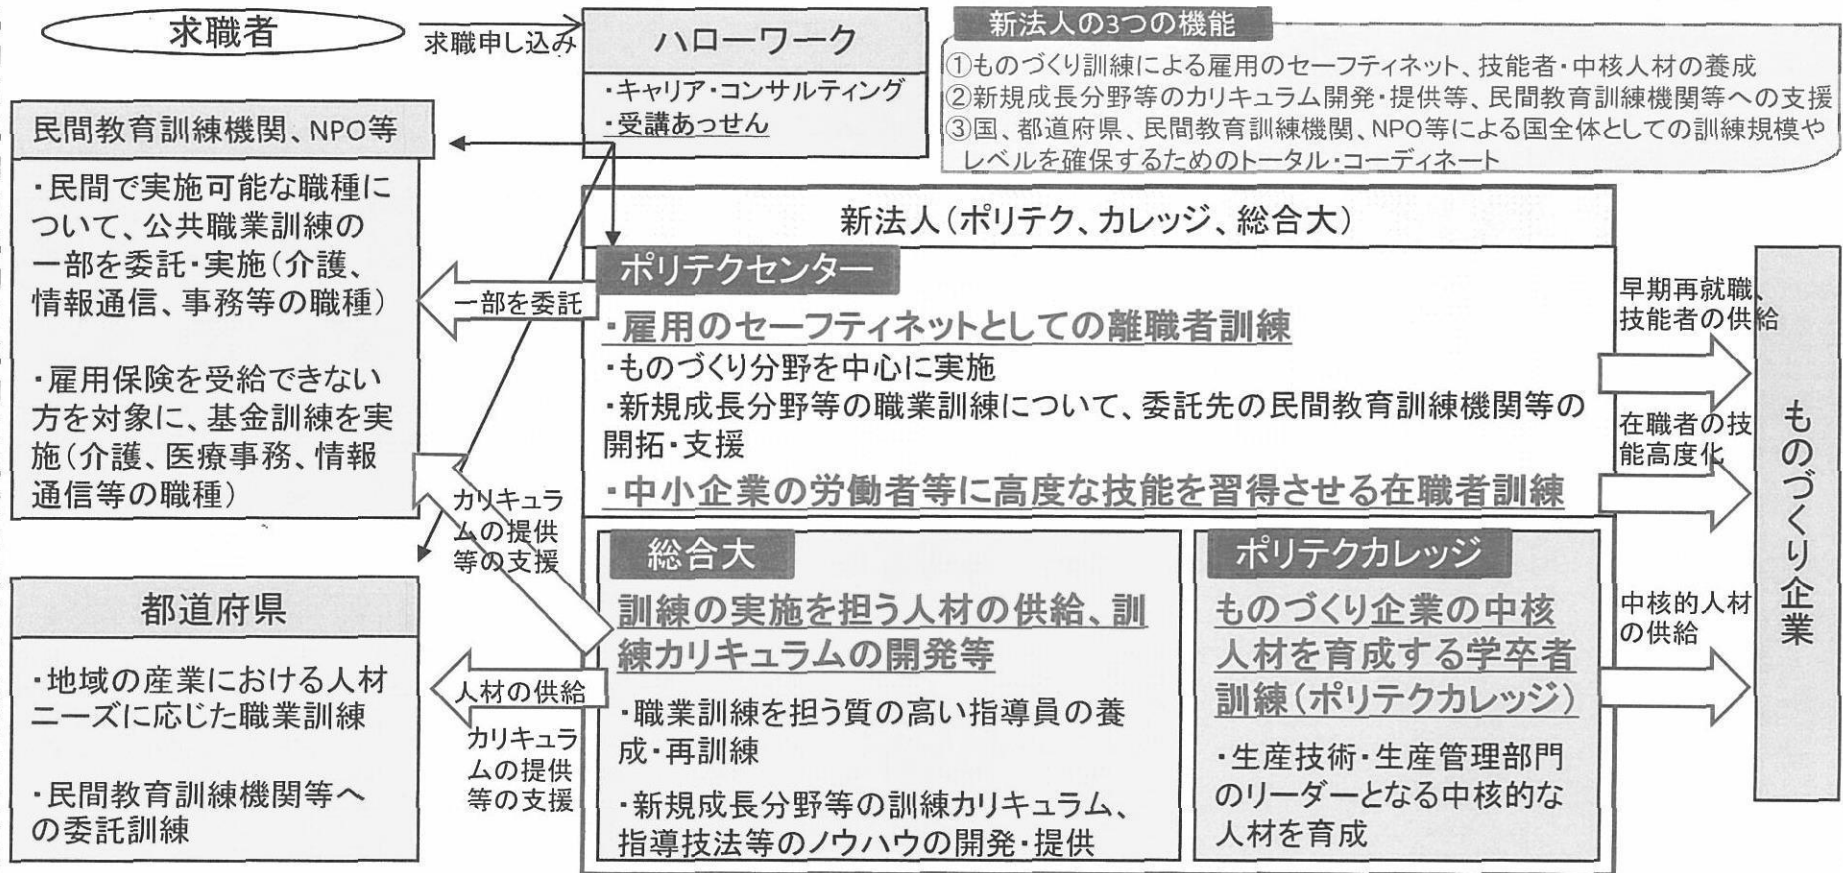 求職者
求職申し込み
ハローワーク
・キャリア・コンサルティング
・受講あっせん
新法人の3つの機能
①ものづくり訓練による雇用のセーフティネット、技能者・中核人材の養成
②新規成長分野等のカリキュラム開発・提供等、民間教育訓練機関等への支援
③国、都道府県、民間教育訓練機関、NPO等による国全体としての訓練規模や
レベルを確保するためのトータル・コーディネート
民間教育訓練機関、NPO等
・民間で実施可能な職種に
ついて、公共職業訓練の
一部を委託・実施(介護、
情報通信、事務等の職種)
・雇用保険を受給できない
方を対象に、基金訓練を実
施(介護、医療事務、情報
通信等の職種)
一部を委託
カリキュラ
ムの提供
等の支援
都道府県
・地域の産業における人材
ニーズに応じた職業訓練
・民間教育訓練機関等へ
の委託訓練
人材の供給
カリキュラ
ムの提供
等の支援
新法人(ポリテク、カレッジ、総合大)
ポリテクセンター
・雇用のセーフティネットとしての離職者訓練
・ものづくり分野を中心に実施
・新規成長分野等の職業訓練について、委託先の民間教育訓練機関等の
開拓・支援
・中小企業の労働者等に高度な技能を習得させる在職者訓練
総合大
訓練の実施を担う人材の供給、訓
練カリキュラムの開発等
・職業訓練を担う質の高い指導員の養
成・再訓練
・新規成長分野等の訓練カリキュラム、
指導技法等のノウハウの開発・提供
ポリテクカレッジ
ものづくり企業の中核
人材を育成する学卒者
訓練(ポリテクカレッジ)
・生産技術・生産管理部門
のリーダーとなる中核的な
人材を育成
早期再就職、
技能者の供給
在職者の技
能高度化
中核的人材
の供給
ものづくり企業